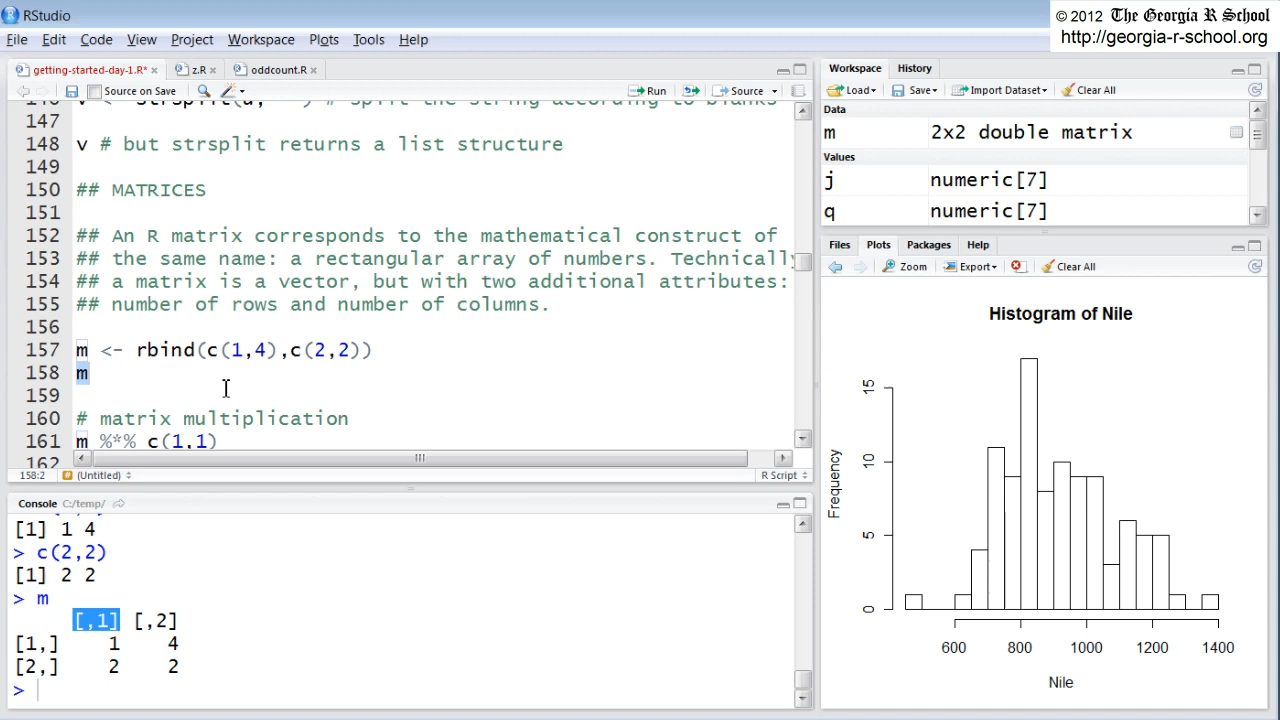 RStudio
© 2012 The Georgia R School
http://georgia-r-school.org
File Edit Code View Project Workspace Plots Tools Help
getting-started-day-1.R* z.R oddcount.R
Source on Save Run Source
147
148 v # but strsplit returns a list structure
149
150 ## MATRICES
151
152 ## An R matrix corresponds to the mathematical construct of
153 ## the same name: a rectangular array of numbers. Technically
154 ## a matrix is a vector, but with two additional attributes:
155 ## number of rows and number of columns.
156
157 m <- rbind(c(1,4),c(2,2))
158 m
159
160 # matrix multiplication
161 m %*% c(1,1)
162
158:2 (Untitled) R Script
Console C:/temp/
[1] 1 4
> c(2,2)
[1] 2 2
> m
[,1] [,2]
[1,] 1 4
[2,] 2 2
>
Workspace History
Load Save Import Dataset Clear All
Data
m 2x2 double matrix
Values
j numeric[7]
q numeric[7]
Files Plots Packages Help
Zoom Export Clear All
Histogram of Nile
Frequency
15
10
5
0
600 800 1000 1200 1400
Nile